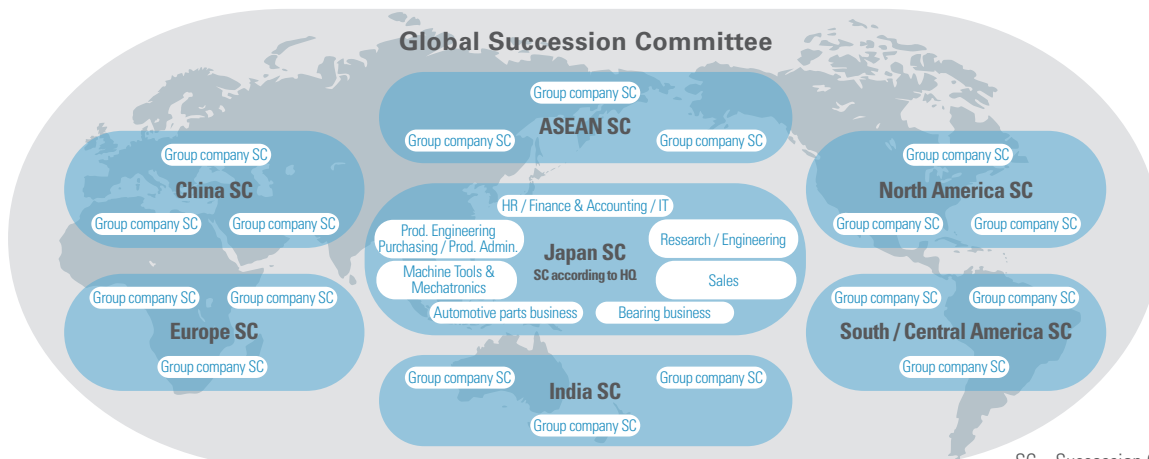 Global Succession Committee
Group company SC
ASEAN SC
Group company SC
Group company SC
Group company SC
China SC
Group company SC
Group company SC
Group company SC
North America SC
Group company SC
Group company SC
HR / Finance & Accounting / IT
Prod. Engineering
Purchasing / Prod. Admin.
Japan SC
SC according to HQ
Research / Engineering
Machine Tools &
Mechatronics
Sales
Automotive parts business
Bearing business
Group company SC
Group company SC
Europe SC
Group company SC
Group company SC
Group company SC
South / Central America SC
Group company SC
Group company SC
Group company SC
India SC
Group company SC